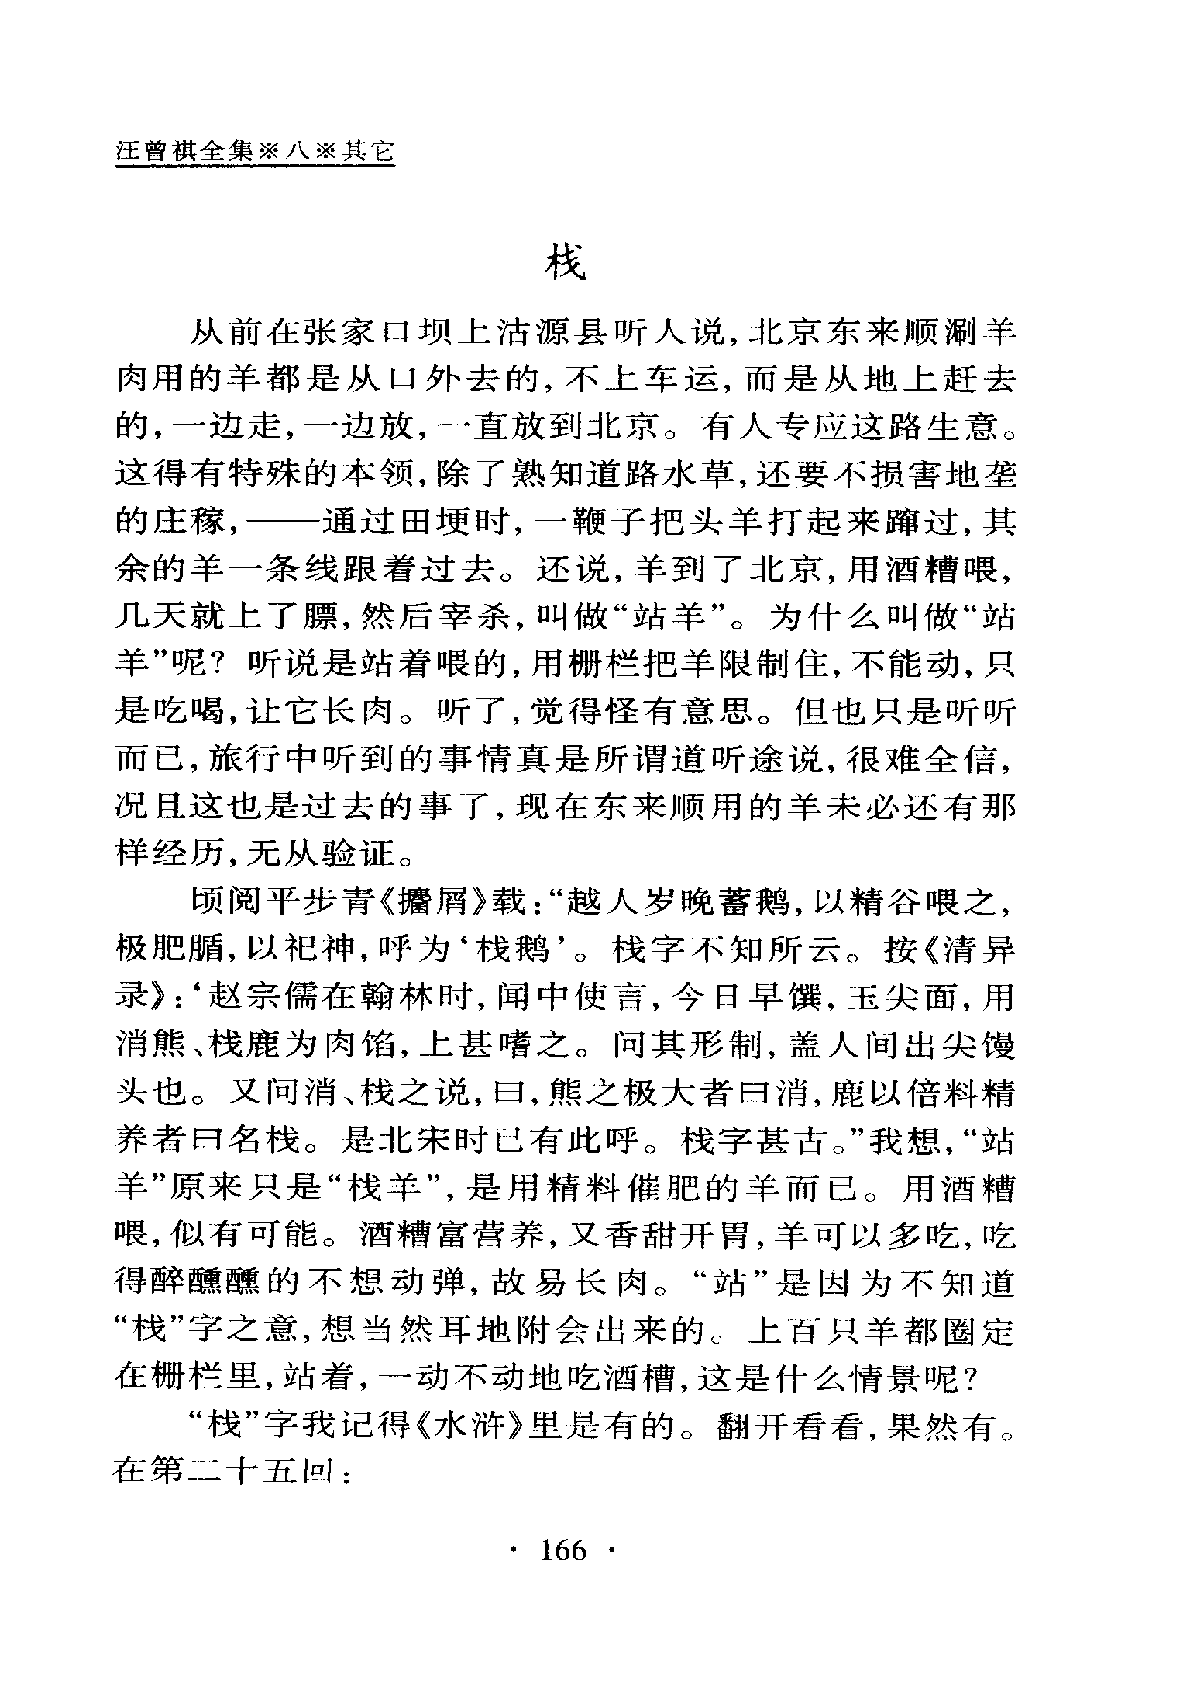 汪曾祺全集※八※其它
栈
从前在张家口坝上沽源县听人说,北京东来顺涮羊
肉用的羊都是从口外去的,不上车运,而是从地上赶去
的,一边走,一边放,一直放到北京。有人专应这路生意。
这得有特殊的本领,除了熟知道路水草,还要不损害地垄
的庄稼,——通过田埂时,一鞭子把头羊打起来蹿过,其
余的羊一条线跟着过去。还说,羊到了北京,用酒糟喂,
几天就上了膘,然后宰杀,叫做“站羊”。为什么叫做“站
羊”呢?听说是站着喂的,用栅栏把羊限制住,不能动,只
是吃喝,让它长肉。听了,觉得怪有意思。但也只是听听
而已,旅行中听到的事情真是所谓道听途说,很难全信,
况且这也是过去的事了,现在东来顺用的羊未必还有那
样经历,无从验证。
顷阅平步青《攟屑》载:“越人岁晚蓄鹅,以精谷喂之,
极肥腯,以祀神,呼为‘栈鹅’。栈字不知所云。按《清异
录》:‘赵宗儒在翰林时,闻中使言,今日早馔,玉尖面,用
消熊、栈鹿为肉馅,上甚嗜之。问其形制,盖人间出尖馒
头也。又问消、栈之说,曰,熊之极大者曰消,鹿以倍料精
养者曰名栈。是北宋时已有此呼。栈字甚古。”我想,“站
羊”原来只是“栈羊”,是用精料催肥的羊而已。用酒糟
喂,似有可能。酒糟富营养,又香甜开胃,羊可以多吃,吃
得醉醺醺的不想动弹,故易长肉。“站”是因为不知道
“栈”字之意,想当然耳地附会出来的。上百只羊都圈定
在栅栏里,站着,一动不动地吃酒槽,这是什么情景呢?
“栈”字我记得《水浒》里是有的。翻开看看,果然有。
在第二十五回:
· 166 ·